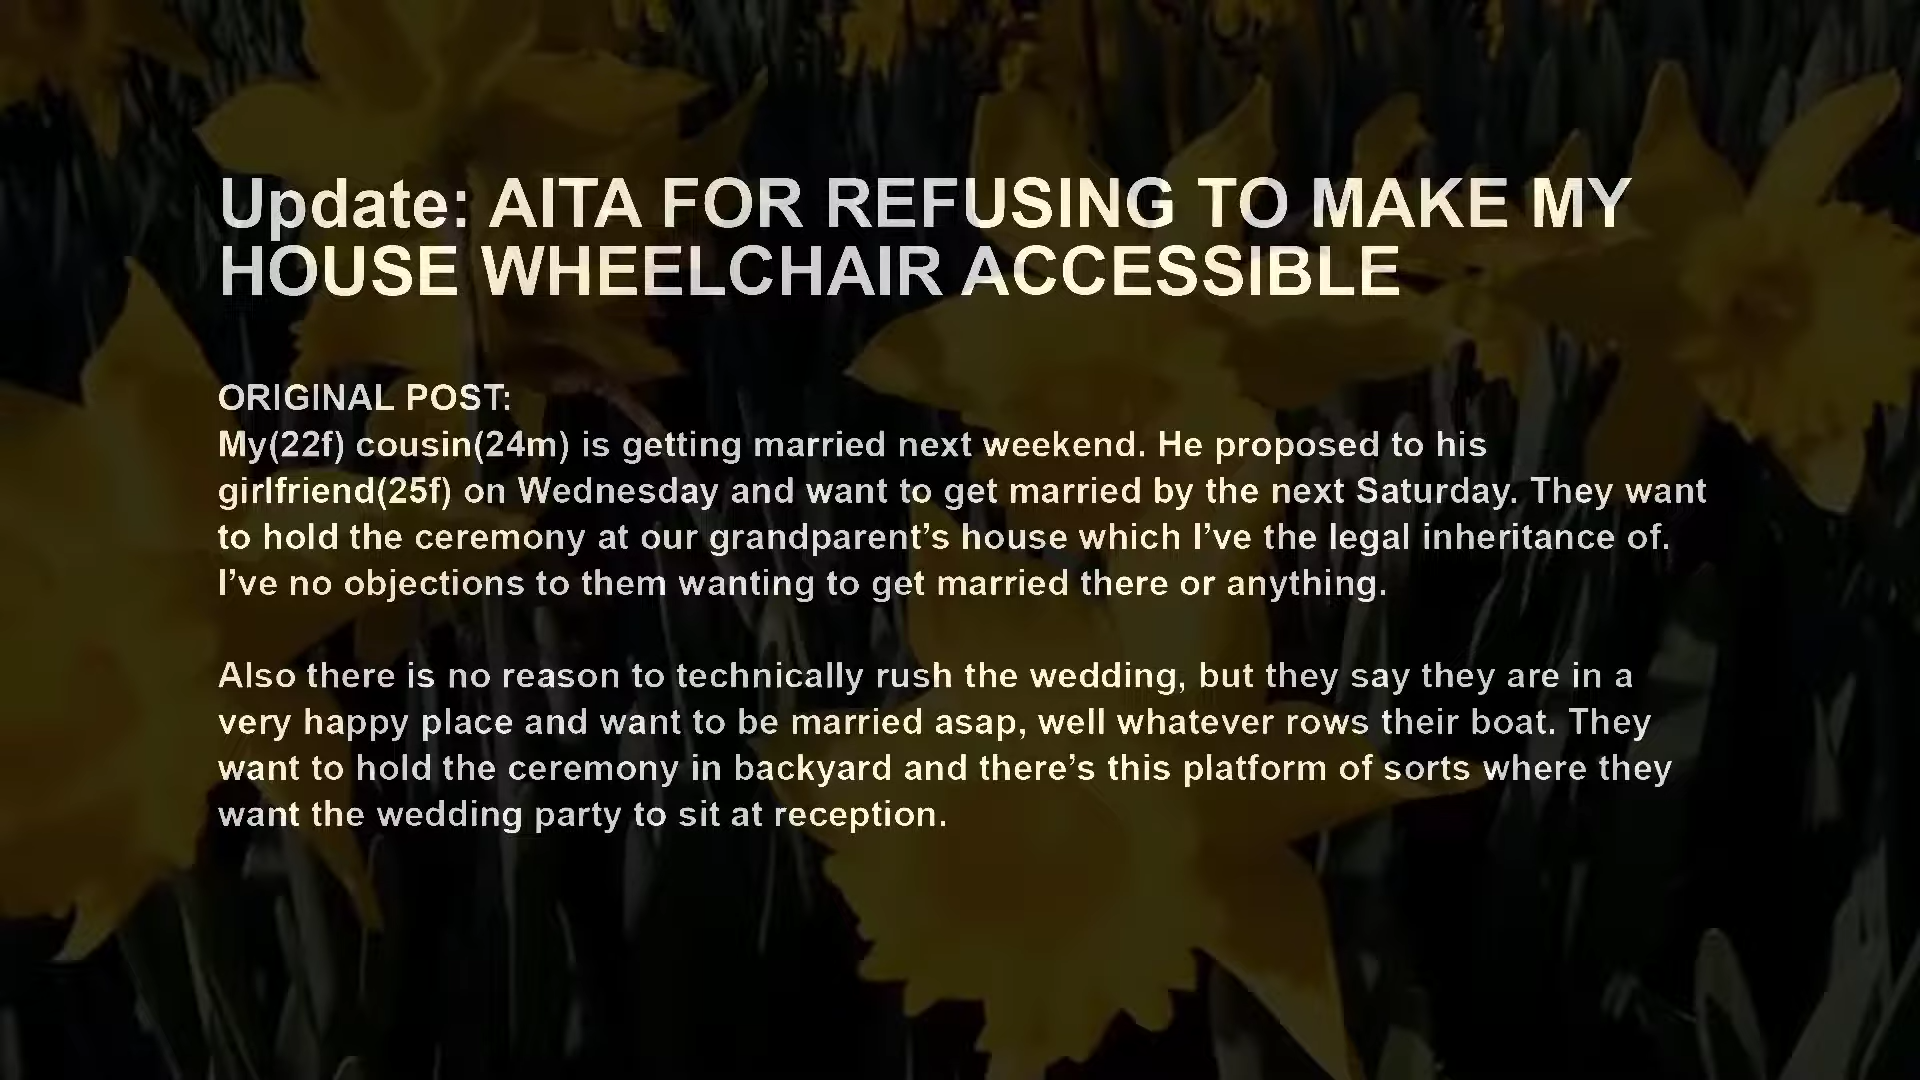 Update: AITA FOR REFUSING TO MAKE MY
HOUSE WHEELCHAIR ACCESSIBLE
ORIGINAL POST:
My(22f) cousin(24m) is getting married next weekend. He proposed to his
girlfriend(25f) on Wednesday and want to get married by the next Saturday. They want
to hold the ceremony at our grandparent’s house which I’ve the legal inheritance of.
I’ve no objections to them wanting to get married there or anything.
Also there is no reason to technically rush the wedding, but they say they are in a
very happy place and want to be married asap, well whatever rows their boat. They
want to hold the ceremony in backyard and there’s this platform of sorts where they
want the wedding party to sit at reception.